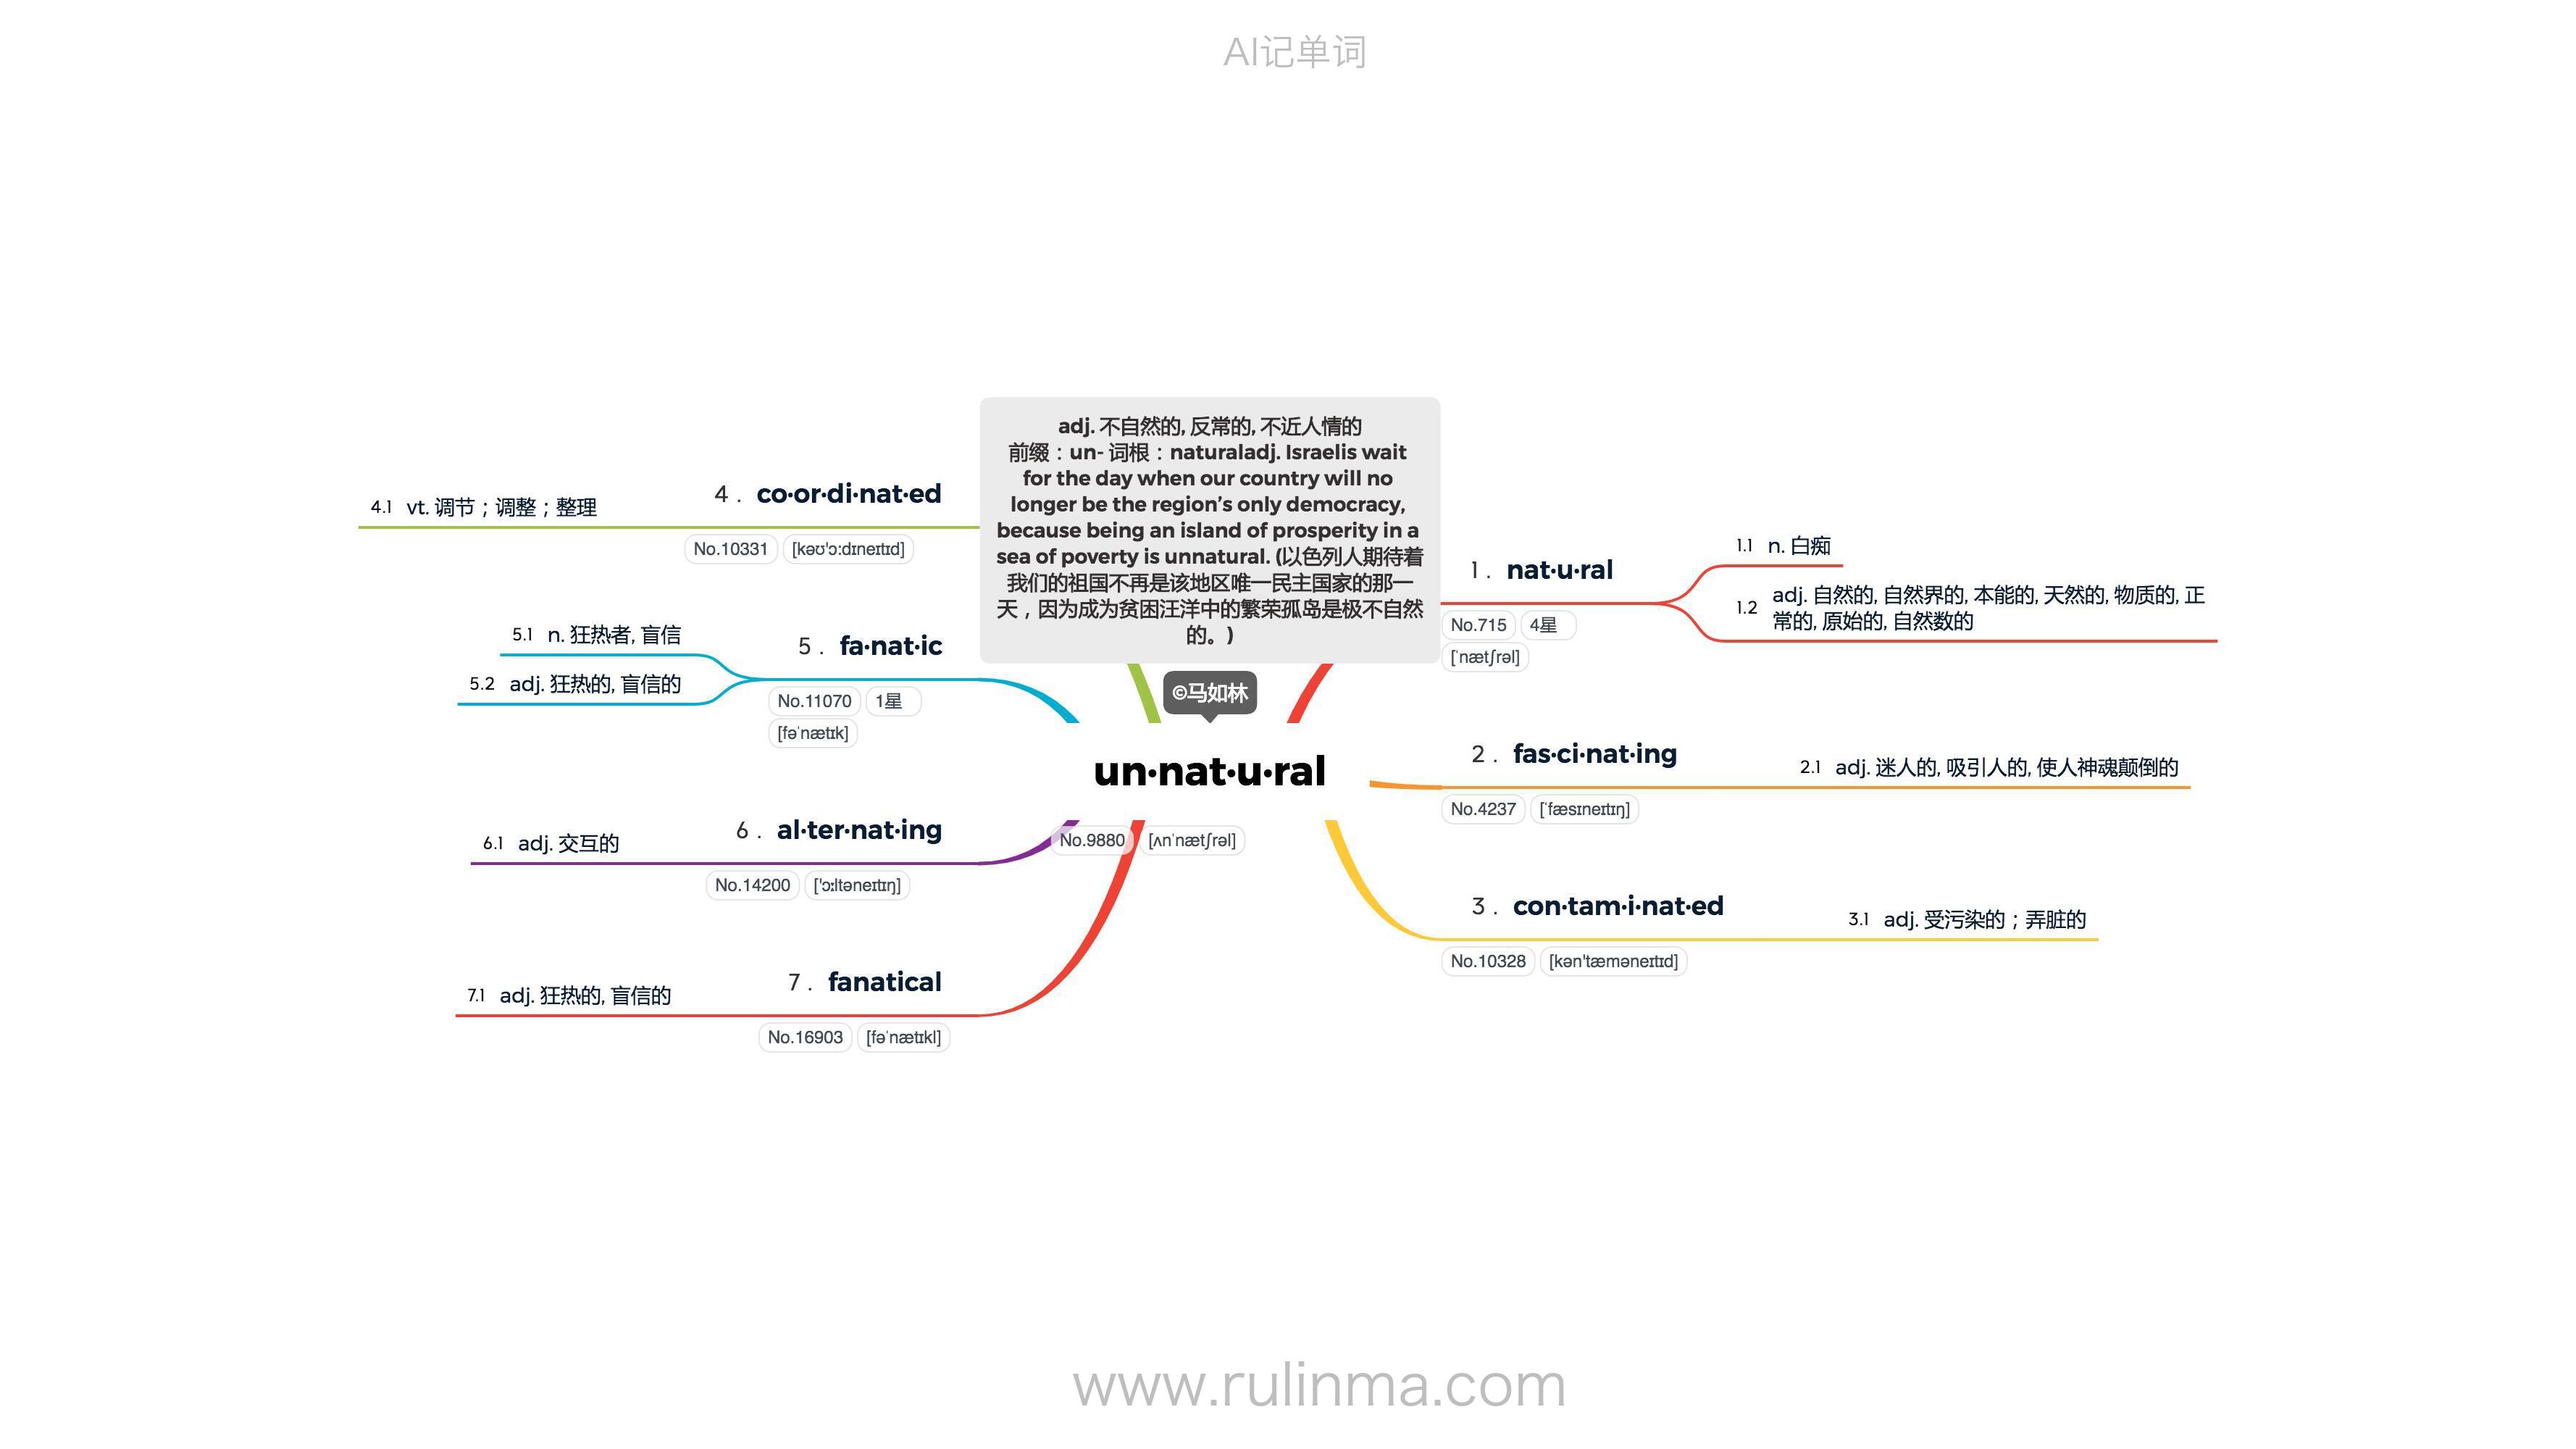 AI记单词
adj. 不自然的, 反常的, 不近人情的
前缀：un- 词根：naturaladj. Israelis wait
for the day when our country will no
longer be the region’s only democracy,
because being an island of prosperity in a
sea of poverty is unnatural. (以色列人期待着
我们的祖国不再是该地区唯一民主国家的那一
天，因为成为贫困汪洋中的繁荣孤岛是极不自然
的。)
©马如林
un·nat·u·ral
No.9880 [ʌnˈnætʃrəl]
1 . nat·u·ral
No.715 4星
[ˈnætʃrəl]
1.1 n. 白痴
1.2 adj. 自然的, 自然界的, 本能的, 天然的, 物质的, 正
常的, 原始的, 自然数的
2 . fas·ci·nat·ing
No.4237 [ˈfæsɪneɪtɪŋ]
2.1 adj. 迷人的, 吸引人的, 使人神魂颠倒的
3 . con·tam·i·nat·ed
No.10328 [kən'tæməneɪtɪd]
3.1 adj. 受污染的；弄脏的
4 . co·or·di·nat·ed
No.10331 [kəʊ'ɔ:dɪneɪtɪd]
4.1 vt. 调节；调整；整理
5 . fa·nat·ic
No.11070 1星
[fəˈnætɪk]
5.1 n. 狂热者, 盲信
5.2 adj. 狂热的, 盲信的
6 . al·ter·nat·ing
No.14200 ['ɔːltəneɪtɪŋ]
6.1 adj. 交互的
7 . fanatical
No.16903 [fəˈnætɪkl]
7.1 adj. 狂热的, 盲信的
www.rulinma.com